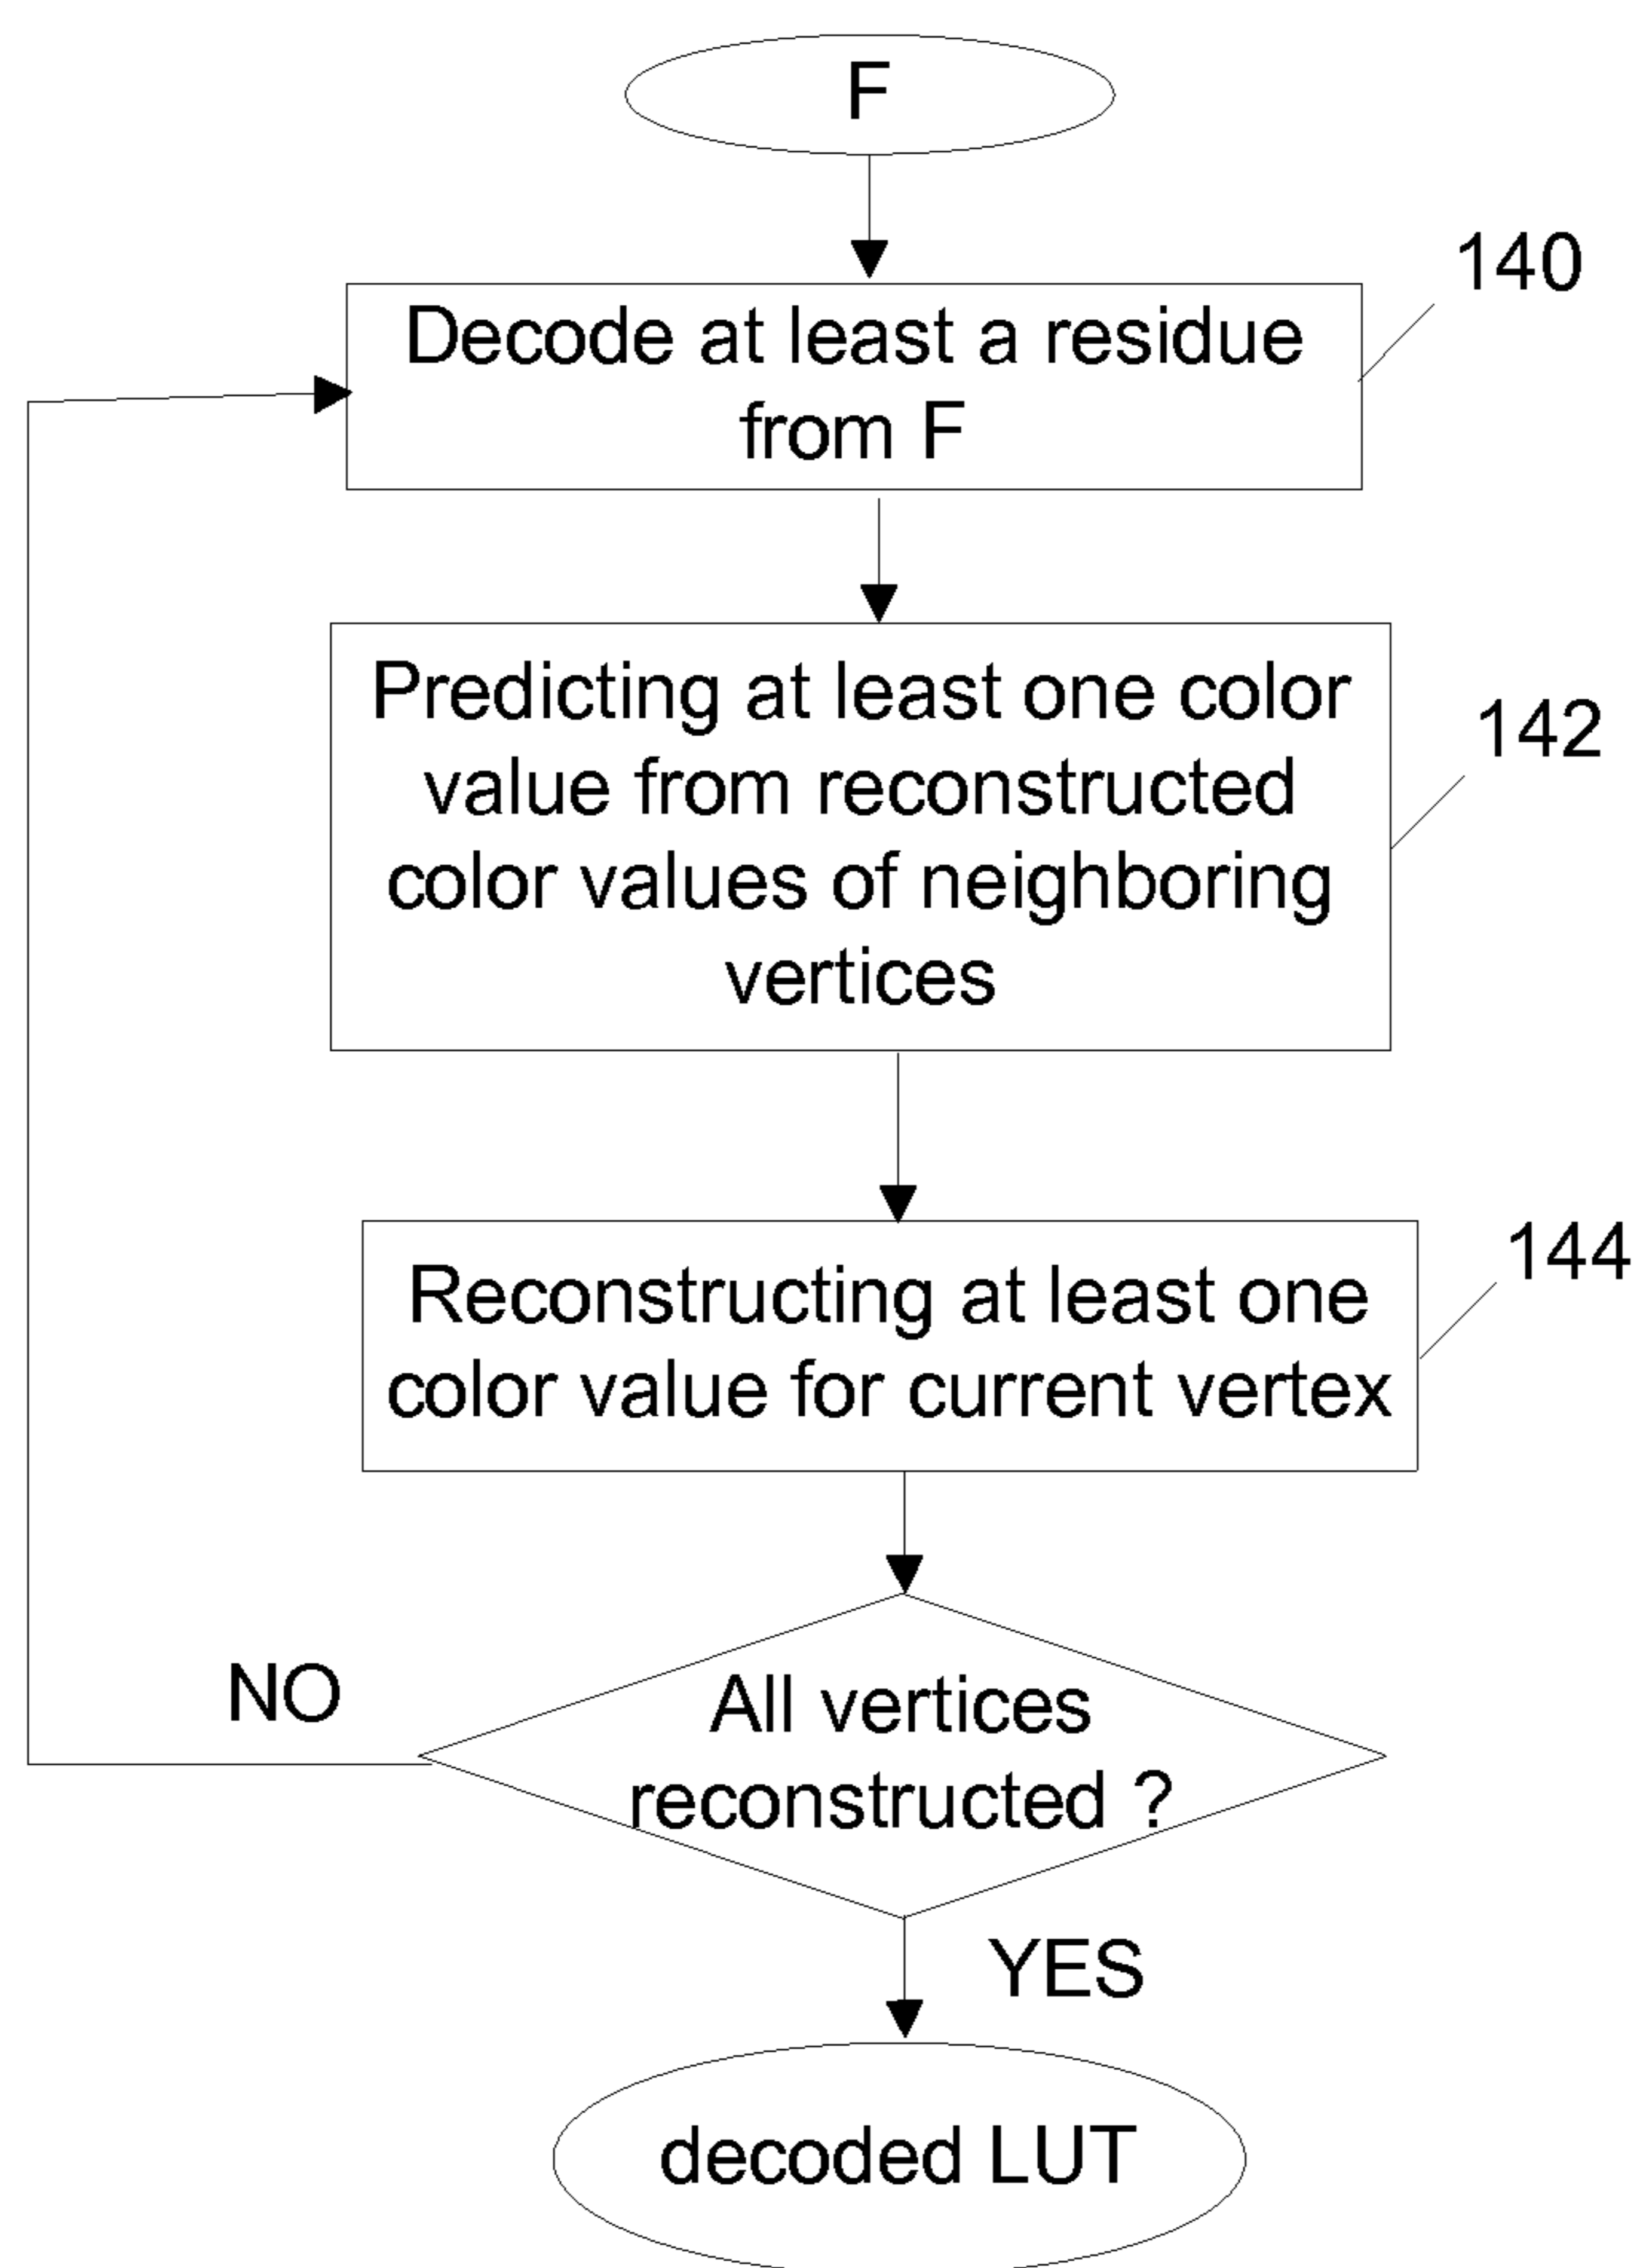 F
140
Decode at least a residue
from F
142
Predicting at least one color
value from reconstructed
color values of neighboring
vertices
144
Reconstructing at least one
color value for current vertex
NO
All vertices
reconstructed ?
YES
decoded LUT